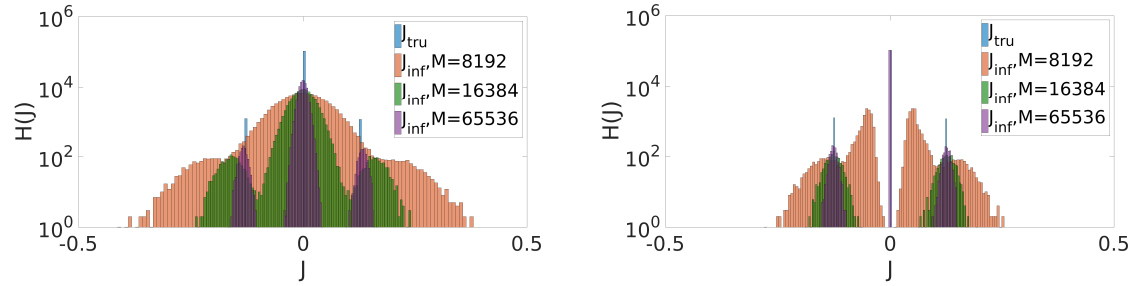 10^6
10^4
10^2
10^0
H(J)
-0.5
0
0.5
J
J_tru
J_inf,M=8192
J_inf,M=16384
J_inf,M=65536
10^6
10^4
10^2
10^0
H(J)
-0.5
0
0.5
J
J_tru
J_inf,M=8192
J_inf,M=16384
J_inf,M=65536